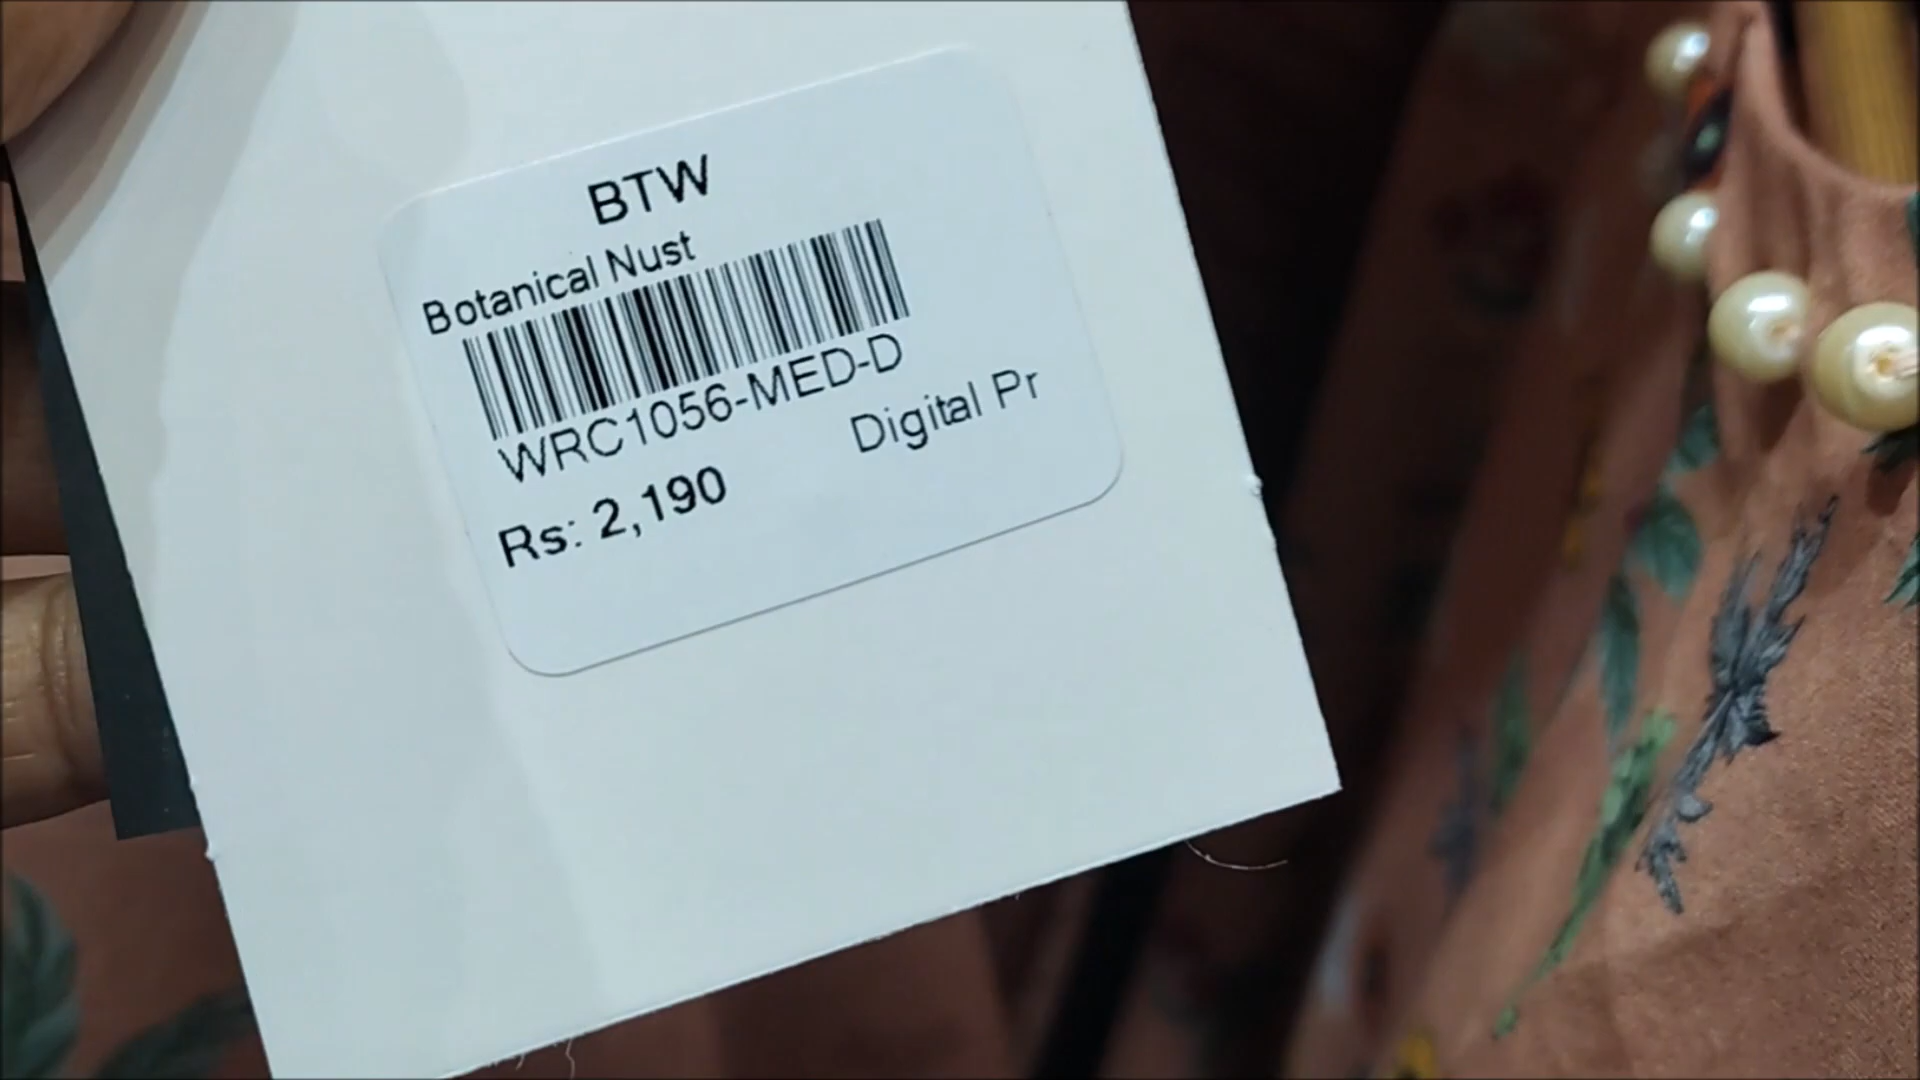 BTW
Botanical Nust
WRC1056-MED-D
Digital Pr
Rs: 2,190